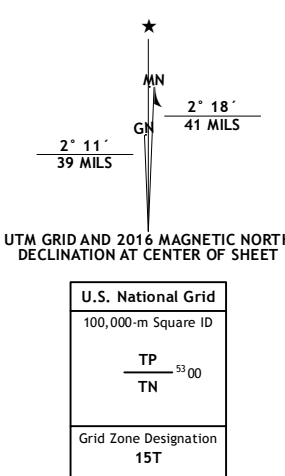 ★
MN
GN
2° 18´
41 MILS
2° 11´
39 MILS
UTM GRID AND 2016 MAGNETIC NORTH
DECLINATION AT CENTER OF SHEET
U.S. National Grid
100,000-m Square ID
TP
5300
TN
Grid Zone Designation
15T